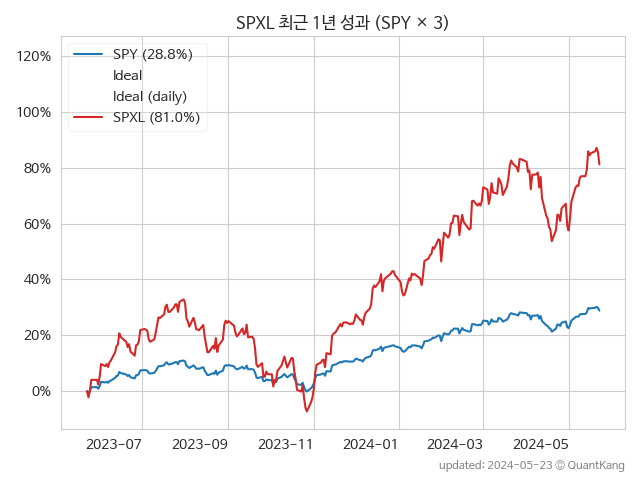 SPXL 최근 1년 성과 (SPY × 3)
120%
100%
80%
60%
40%
20%
0%
SPY (28.8%)
Ideal
Ideal (daily)
SPXL (81.0%)
2023-07
2023-09
2023-11
2024-01
2024-03
2024-05
updated: 2024-05-23 © QuantKang